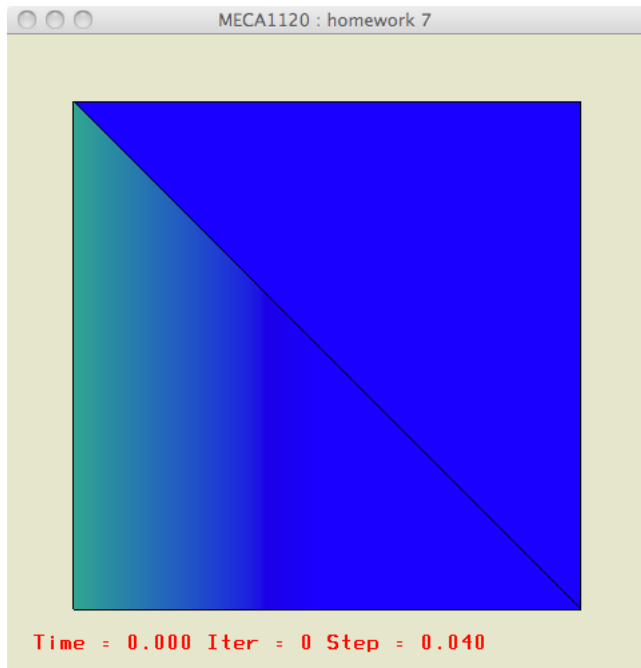 MECA1120 : homework 7
Time = 0.000 Iter = 0 Step = 0.040